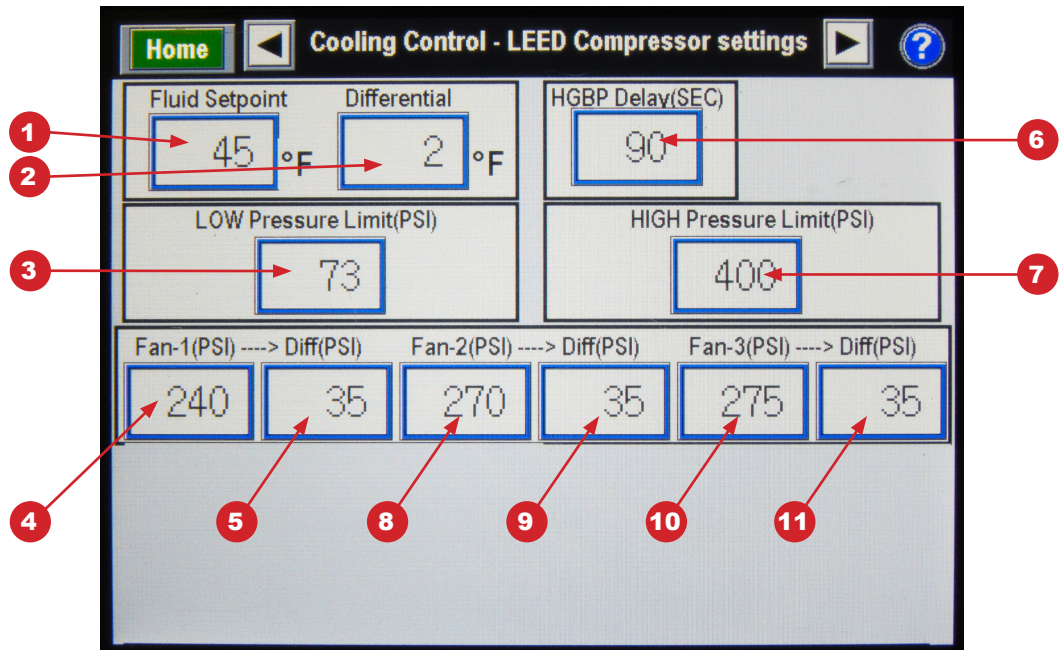 Home
Cooling Control - LEED Compressor settings
?
Fluid Setpoint Differential
HGBP Delay(SEC)
1
45 °F
2 °F
90
6
2
LOW Pressure Limit(PSI)
HIGH Pressure Limit(PSI)
3
73
400
7
Fan-1(PSI) ----> Diff(PSI) Fan-2(PSI) ----> Diff(PSI) Fan-3(PSI) ----> Diff(PSI)
240 35 270 35 275 35
4 5 8 9 10 11